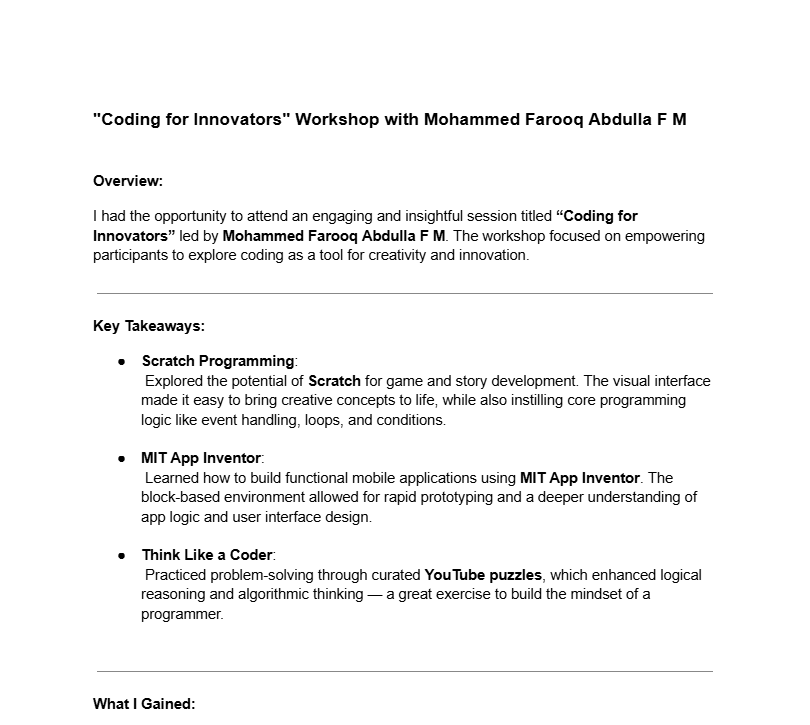 "Coding for Innovators" Workshop with Mohammed Farooq Abdulla F M
Overview:
I had the opportunity to attend an engaging and insightful session titled “Coding for
Innovators” led by Mohammed Farooq Abdulla F M. The workshop focused on empowering
participants to explore coding as a tool for creativity and innovation.
Key Takeaways:
● Scratch Programming:
Explored the potential of Scratch for game and story development. The visual interface
made it easy to bring creative concepts to life, while also instilling core programming
logic like event handling, loops, and conditions.
● MIT App Inventor:
Learned how to build functional mobile applications using MIT App Inventor. The
block-based environment allowed for rapid prototyping and a deeper understanding of
app logic and user interface design.
● Think Like a Coder:
Practiced problem-solving through curated YouTube puzzles, which enhanced logical
reasoning and algorithmic thinking — a great exercise to build the mindset of a
programmer.
What I Gained: